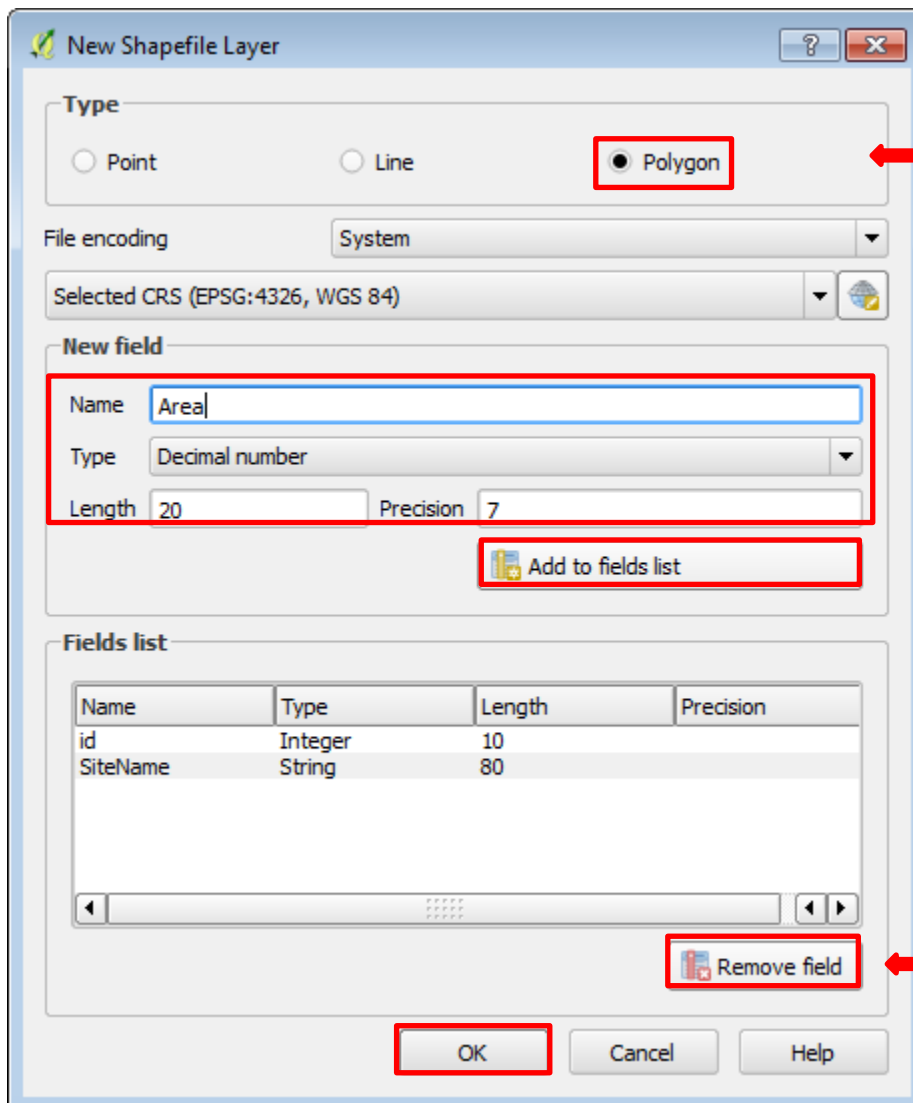 New Shapefile Layer
Type
Point Line Polygon
File encoding System
Selected CRS (EPSG:4326, WGS 84)
New field
Name Area
Type Decimal number
Length 20 Precision 7
Add to fields list
Fields list
Name Type Length Precision
id Integer 10
SiteName String 80
Remove field
OK Cancel Help